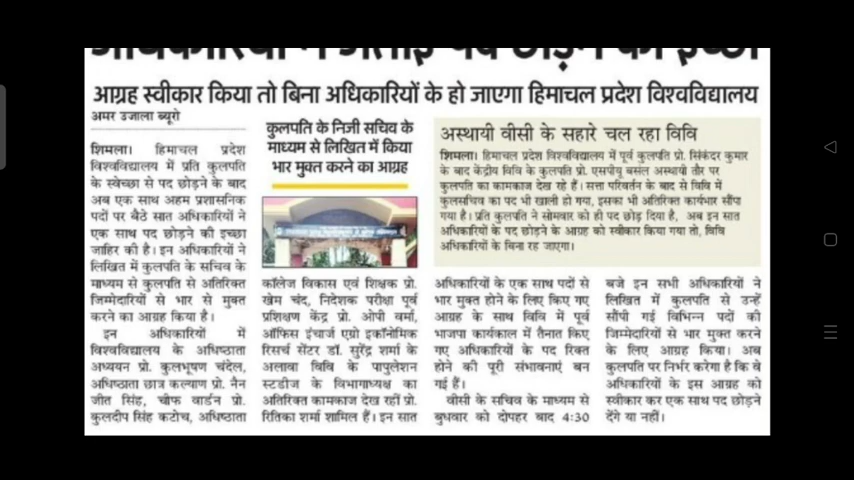 आग्रह स्वीकार किया तो बिना अधिकारियों के हो जाएगा हिमाचल प्रदेश विश्वविद्यालय
अमर उजाला ब्यूरो
शिमला। हिमाचल प्रदेश
विश्वविद्यालय में प्रति कुलपति
के स्वेच्छा से पद छोड़ने के बाद
अब एक साथ अहम प्रशासनिक
पदों पर बैठे सात अधिकारियों ने
एक साथ पद छोड़ने की इच्छा
जाहिर की है। इन अधिकारियों ने
लिखित में कुलपति के सचिव के
माध्यम से कुलपति से अतिरिक्त
जिम्मेदारियों से भार से मुक्त
करने का आग्रह किया है।
इन अधिकारियों में
विश्वविद्यालय के अधिष्ठाता
अध्ययन प्रो. कुलभूषण चंदेल,
अधिष्ठाता छात्र कल्याण प्रो. नैन
जीत सिंह, चीफ वार्डन प्रो.
कुलदीप सिंह कटोच, अधिष्ठाता
कुलपति के निजी सचिव के
माध्यम से लिखित में किया
भार मुक्त करने का आग्रह
कॉलेज विकास एवं शिक्षक प्रो.
खेम चंद, निदेशक परीक्षा पूर्व
प्रशिक्षण केंद्र प्रो. ओपी वर्मा,
ऑफिस इंचार्ज एग्रो इकॉनोमिक
रिसर्च सेंटर डॉ. सुरेंद्र शर्मा के
अलावा विवि के पापुलेशन
स्टडीज के विभागाध्यक्ष का
अतिरिक्त कामकाज देख रहीं प्रो.
रितिका शर्मा शामिल हैं। इन सात
अस्थायी वीसी के सहारे चल रहा विवि
शिमला। हिमाचल प्रदेश विश्वविद्यालय में पूर्व कुलपति प्रो. सिकंदर कुमार
के बाद केंद्रीय विवि के कुलपति प्रो. एसपीयू बसंल अस्थायी तौर पर
कुलपति का कामकाज देख रहे हैं। सत्ता परिवर्तन के बाद से विवि में
कुलसचिव का पद भी खाली हो गया, इसका भी अतिरिक्त कार्यभार सौंपा
गया है। प्रति कुलपति ने सोमवार को ही पद छोड़ दिया है, अब इन सात
अधिकारियों के पद छोड़ने के आग्रह को स्वीकार किया गया तो, विवि
अधिकारियों के बिना रह जाएगा।
अधिकारियों के एक साथ पदों से
भार मुक्त होने के लिए किए गए
आग्रह के साथ विवि में पूर्व
भाजपा कार्यकाल में तैनात किए
गए अधिकारियों के पद रिक्त
होने की पूरी संभावनाएं बन
गई हैं।
वीसी के सचिव के माध्यम से
बुधवार को दोपहर बाद 4:30
बजे इन सभी अधिकारियों ने
लिखित में कुलपति से उन्हें
सौंपी गई विभिन्न पदों की
जिम्मेदारियों से भार मुक्त करने
के लिए आग्रह किया। अब
कुलपति पर निर्भर करेगा है कि वे
अधिकारियों के इस आग्रह को
स्वीकार कर एक साथ पद छोड़ने
देंगे या नहीं।